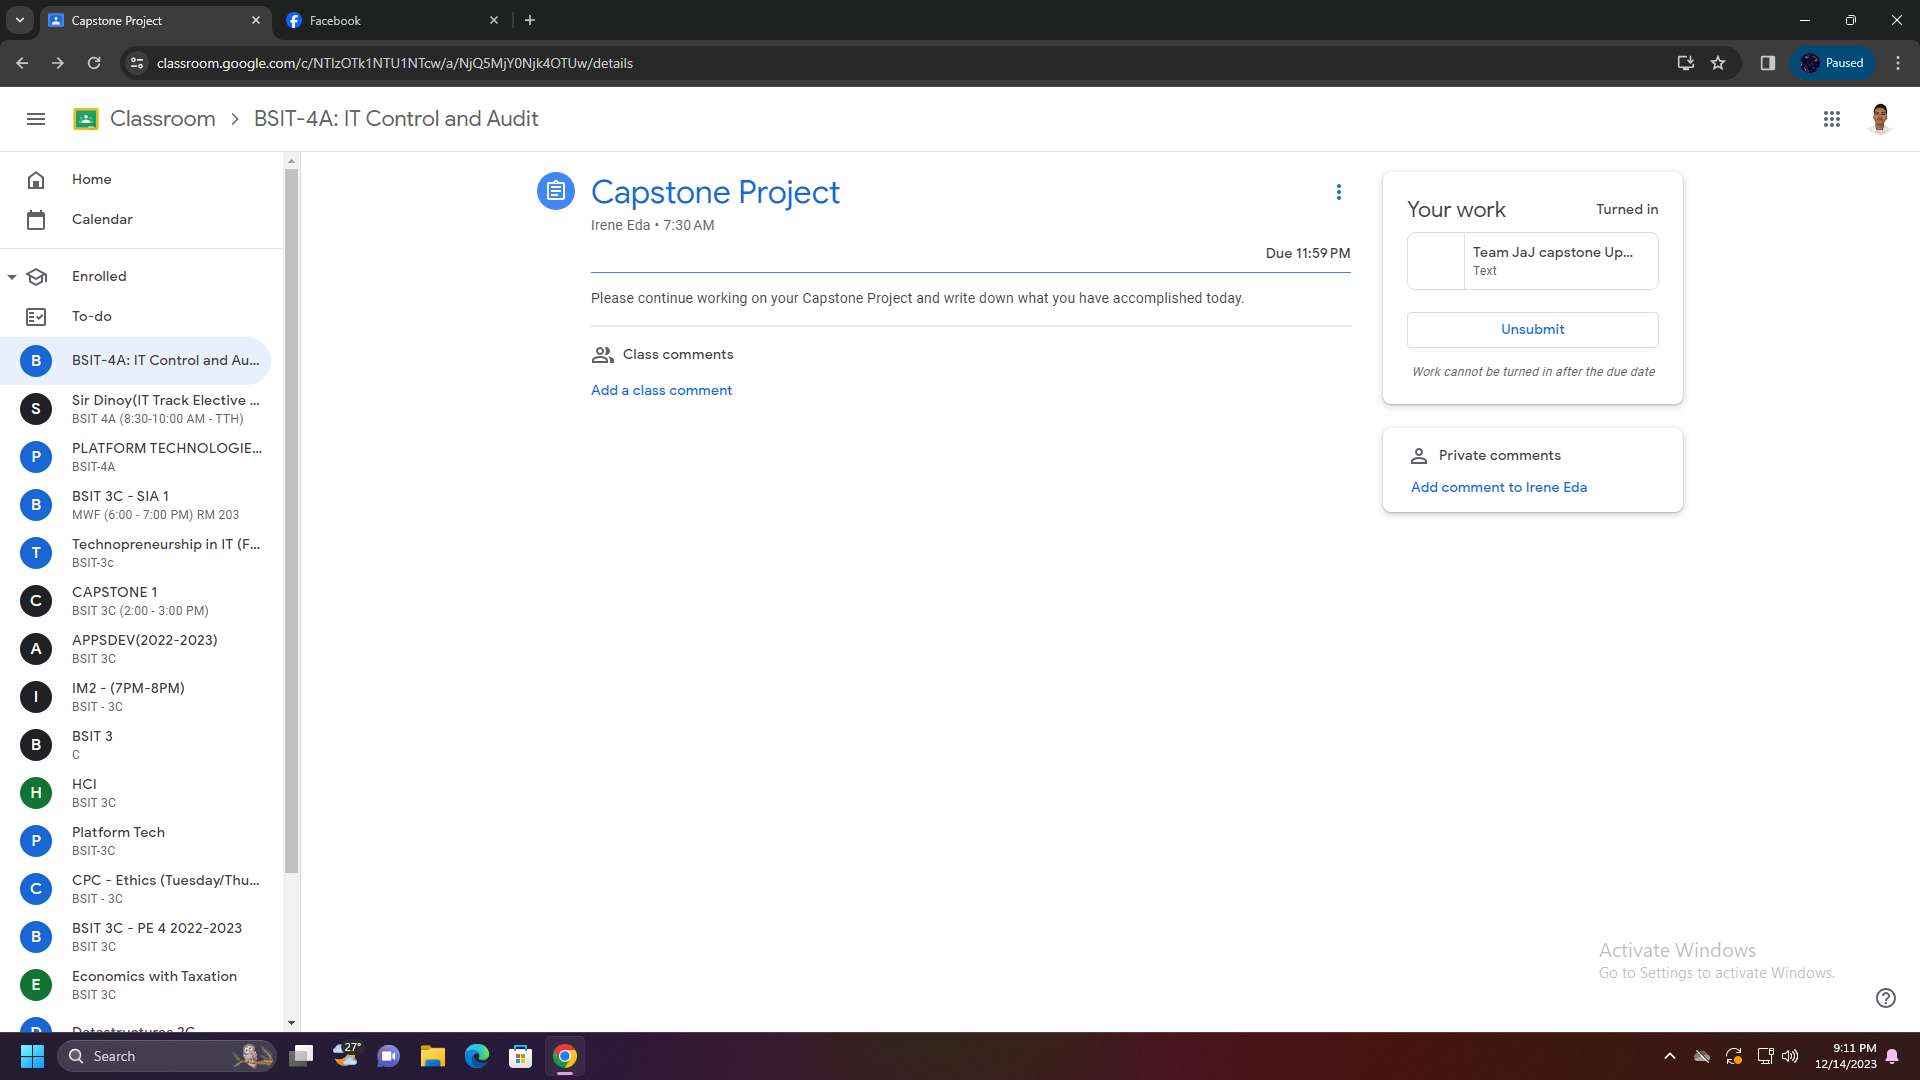 Capstone Project
Facebook
classroom.google.com/c/NTIzOTk1NTU1NTcw/a/NjQ5MjY0Njk4OTUw/details
Paused
Classroom
BSIT-4A: IT Control and Audit
Home
Calendar
Enrolled
To-do
B
BSIT-4A: IT Control and Au...
S
Sir Dinoy(IT Track Elective ...
BSIT 4A (8:30-10:00 AM - TTH)
P
PLATFORM TECHNOLOGIE...
BSIT-4A
B
BSIT 3C - SIA 1
MWF (6:00 - 7:00 PM) RM 203
T
Technopreneurship in IT (F...
BSIT-3c
C
CAPSTONE 1
BSIT 3C (2:00 - 3:00 PM)
A
APPSDEV(2022-2023)
BSIT 3C
I
IM2 - (7PM-8PM)
BSIT - 3C
B
BSIT 3
C
H
HCI
BSIT 3C
P
Platform Tech
BSIT-3C
C
CPC - Ethics (Tuesday/Thu...
BSIT - 3C
B
BSIT 3C - PE 4 2022-2023
BSIT 3C
E
Economics with Taxation
BSIT 3C
D
Datastructures 2C
Capstone Project
Irene Eda • 7:30 AM
Due 11:59 PM
Please continue working on your Capstone Project and write down what you have accomplished today.
Class comments
Add a class comment
Your work
Turned in
Team JaJ capstone Up...
Text
Unsubmit
Work cannot be turned in after the due date
Private comments
Add comment to Irene Eda
Activate Windows
Go to Settings to activate Windows.
Search
27°
9:11 PM
12/14/2023